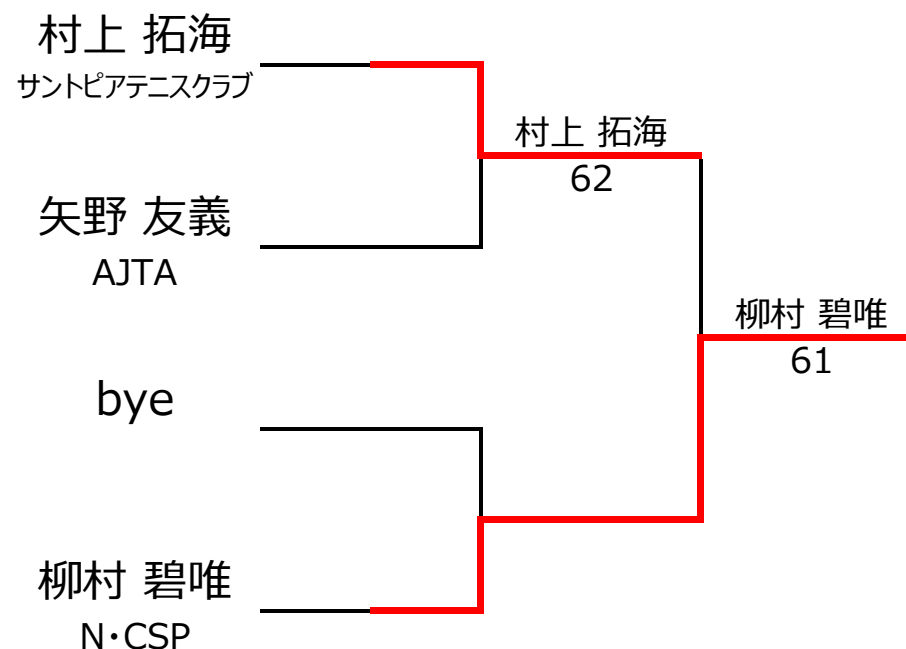 村上 拓海
サントピアテニスクラブ
村上 拓海
62
矢野 友義
AJTA
柳村 碧唯
61
bye
柳村 碧唯
N・CSP